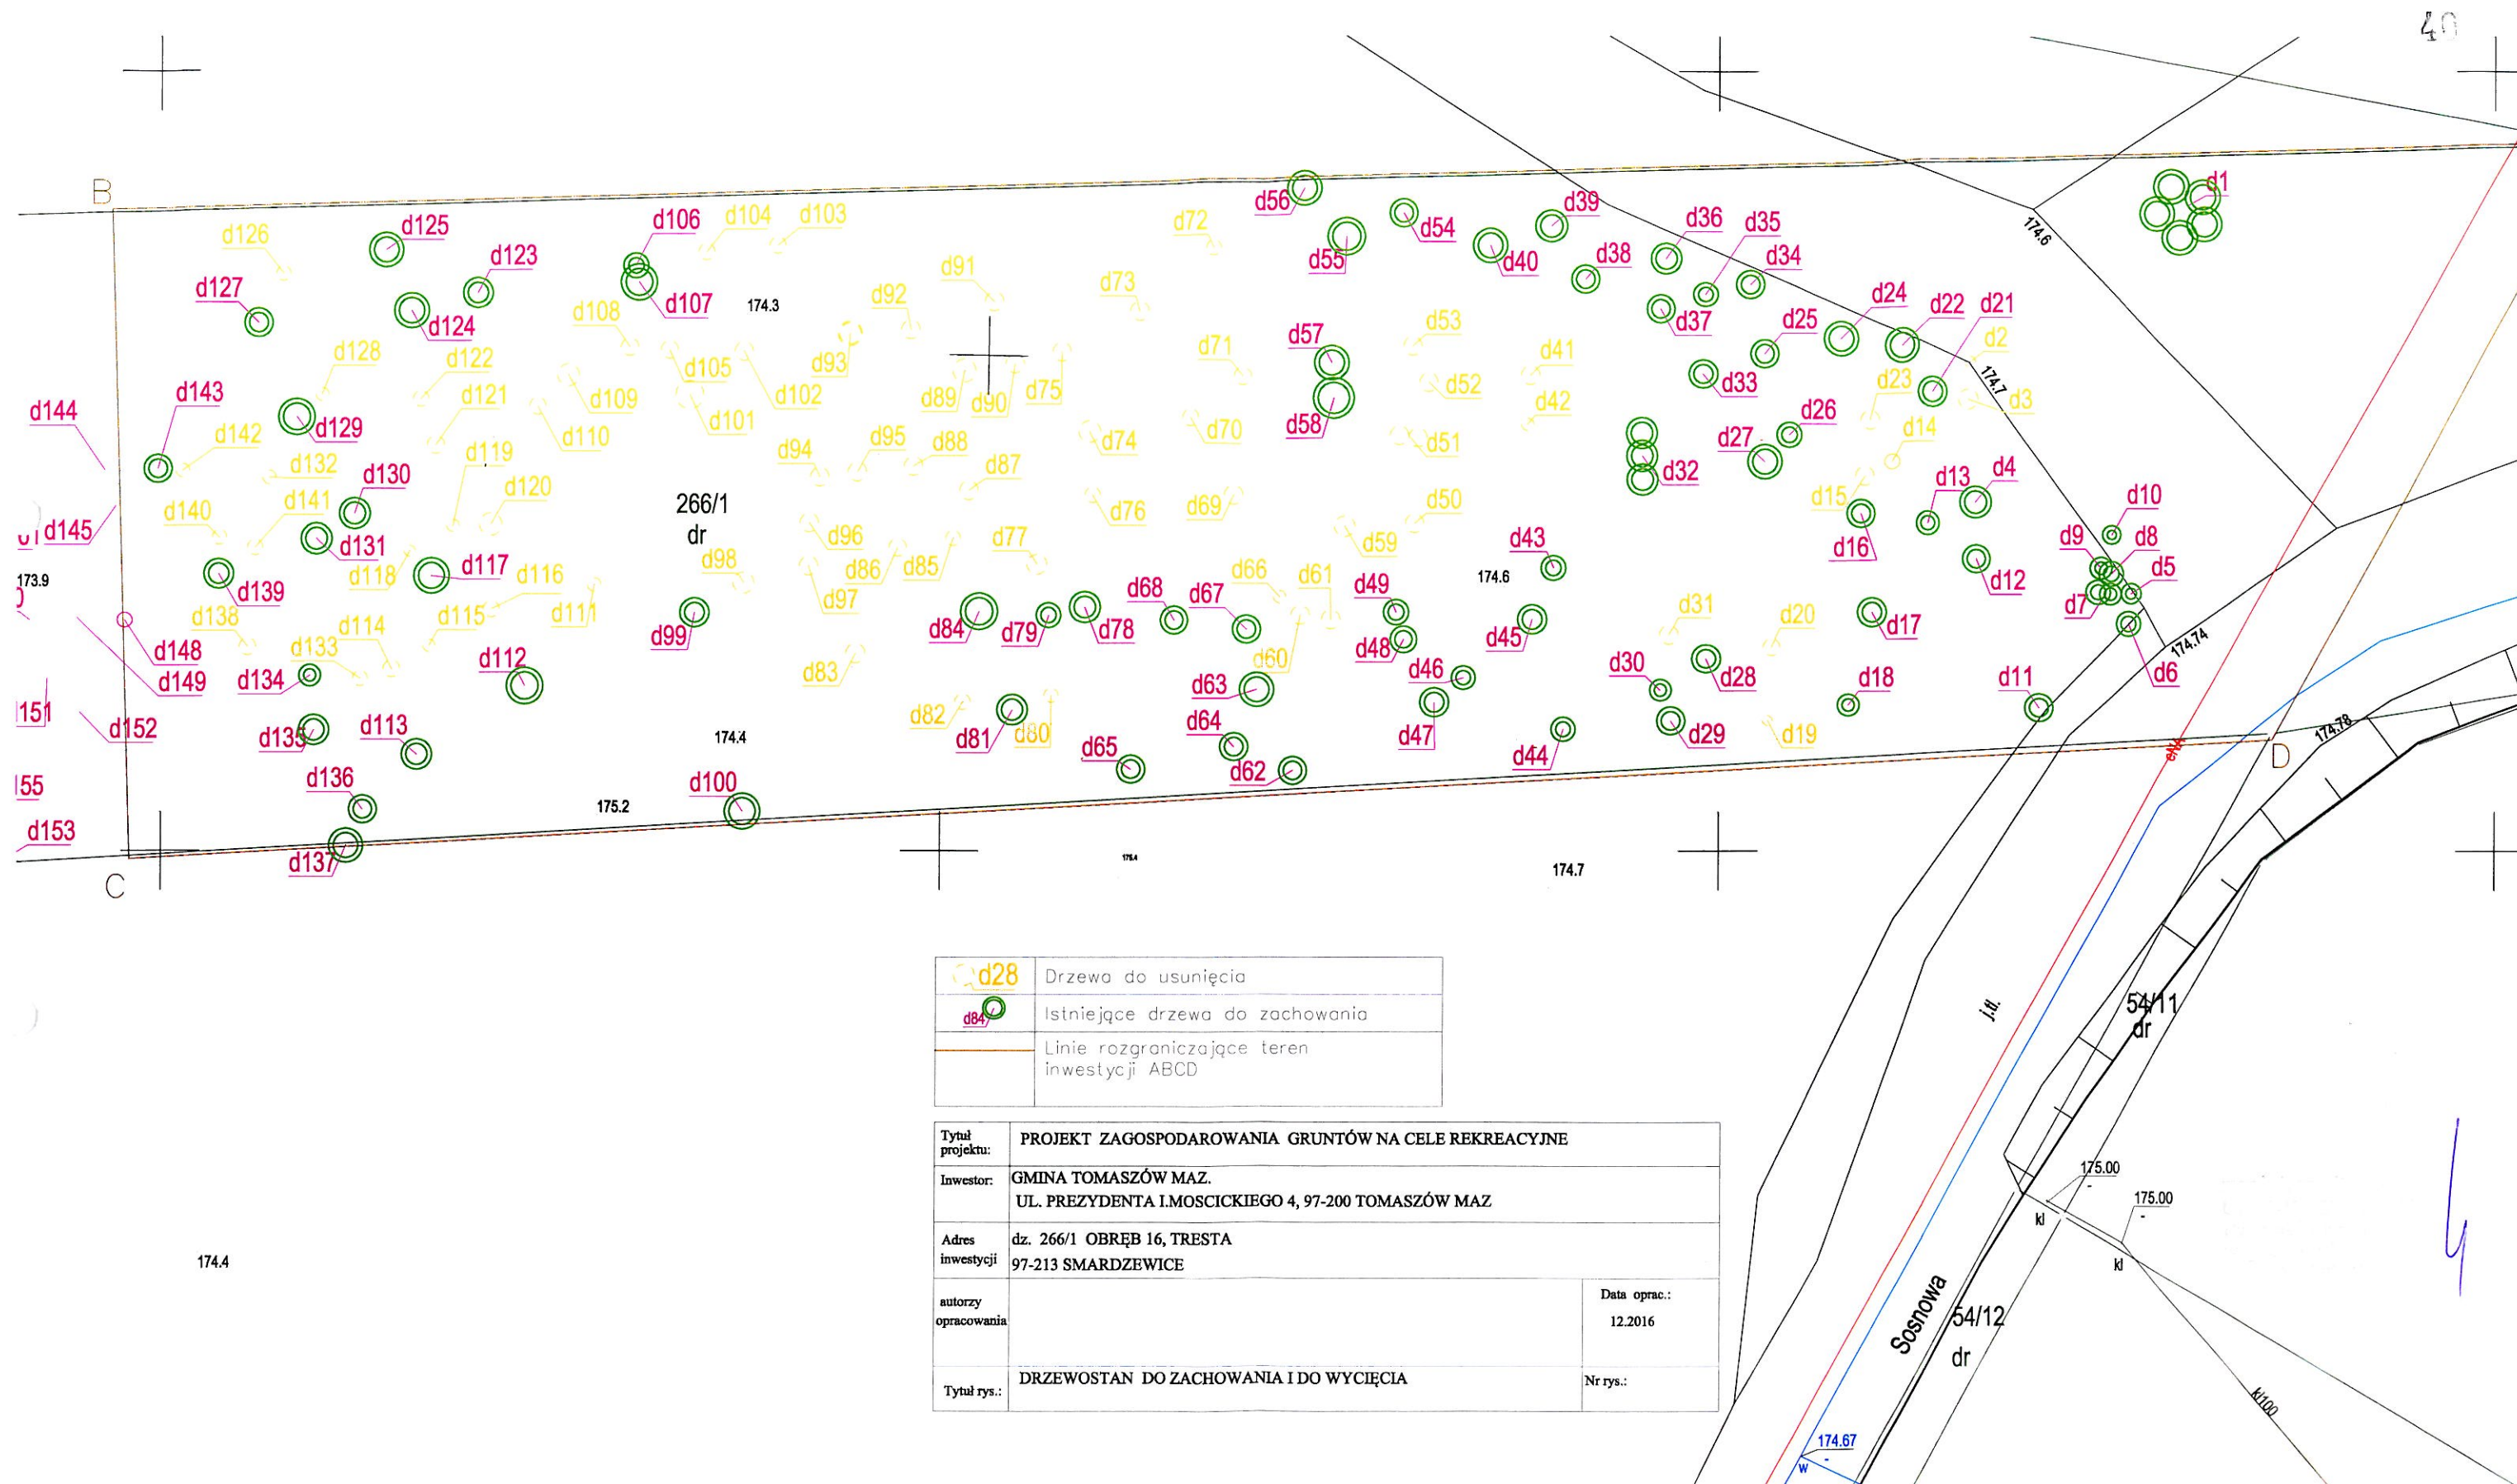 40
B
d1
d56
d39
d54
d36
d35
d126
d125
d106
d104
d103
d72
d55
d40
d38
d34
174.6
d123
d127
d124
d107
174.3
d91
d73
d92
d108
d37
d24
d22
d21
d57
d53
d25
d2
d128
d122
d105
d93
d71
d41
d33
174.7
d143
d144
d121
d109
d102
d89
d90
d75
d52
d23
d3
d142
d129
d110
d101
d58
d70
d42
d26
d14
d119
d94
d95
d88
d74
d51
d27
d132
d130
d87
d32
d13
d4
d140
d141
d120
266/1
d76
d69
d50
d15
d10
d145
dr
d96
d59
d43
d16
d9
d8
d131
d118
d117
d116
d98
d86
d85
d77
d66
d61
174.6
d12
d5
173.9
d139
d111
d97
d68
d67
d49
d31
d20
d7
d138
d114
d115
d99
d84
d79
d78
d48
d45
d17
174.74
d148
d133
d112
d83
d60
d46
d30
d28
d6
d149
d134
d63
d18
d11
d152
d135
d113
174.4
d82
d81
d80
d64
d47
d29
d19
174.78
d65
d62
d44
eNA
D
d136
d100
175.2
d153
d137
175.4
174.7
C
d28 Drzewa do usunięcia
d84 Istniejące drzewa do zachowania
Linie rozgraniczające teren
inwestycji ABCD
j.tł.
54/11
dr
Tytuł
projektu:
PROJEKT ZAGOSPODAROWANIA GRUNTÓW NA CELE REKREACYJNE
Inwestor:
GMINA TOMASZÓW MAZ.
UL. PREZYDENTA I.MOSCICKIEGO 4, 97-200 TOMASZÓW MAZ
Adres
inwestycji
dz. 266/1 OBRĘB 16, TRESTA
97-213 SMARDZEWICE
autorzy
opracowania
Data oprac.:
12.2016
Tytuł rys.:
DRZEWOSTAN DO ZACHOWANIA I DO WYCIĘCIA
Nr rys.:
174.4
175.00
175.00
kl
kl
Sosnowa
54/12
dr
kl100
174.67
w